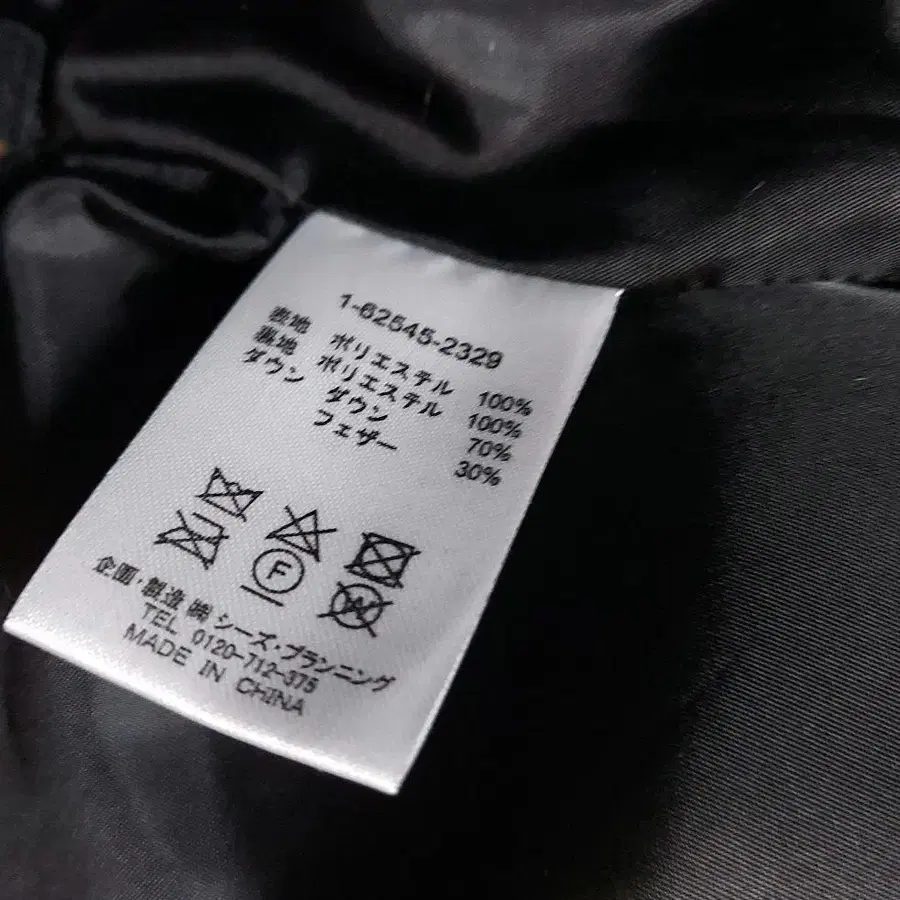 1-62545-2329
表地 ポリエステル 100%
裏地 ポリエステル 100%
ダウン ダウン 70%
フェザー 30%
F
W
企画・製造 ㈱シーズ・プランニング
TEL 0120-712-375
MADE IN CHINA